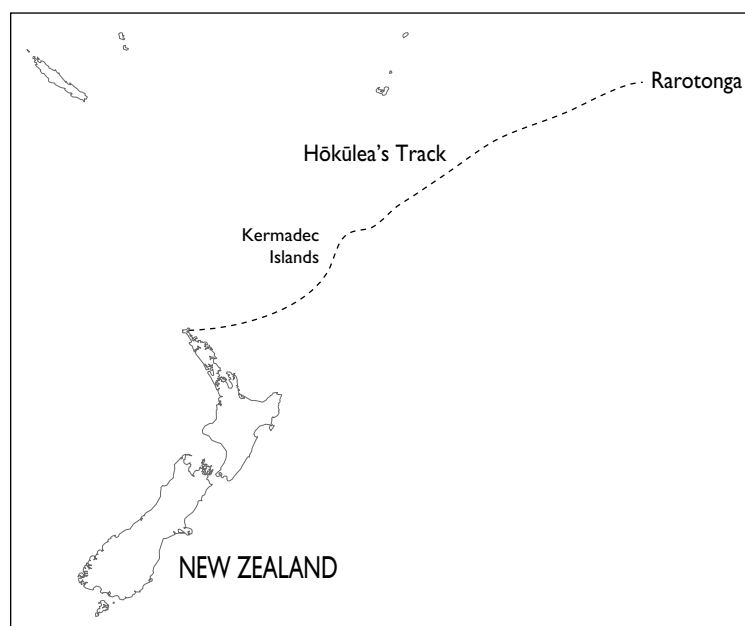 Rarotonga
Hōkūlea's Track
Kermadec
Islands
NEW ZEALAND